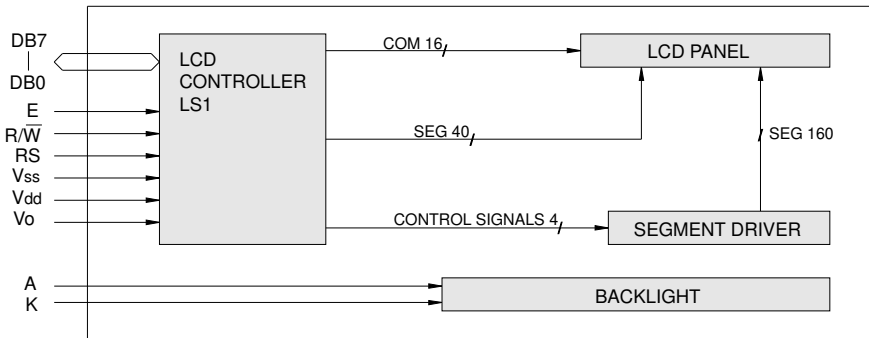 DB7
DB0
E
R/W̅
RS
Vss
Vdd
Vo
A
K
LCD
CONTROLLER
LS1
COM 16
SEG 40
CONTROL SIGNALS 4
LCD PANEL
SEG 160
SEGMENT DRIVER
BACKLIGHT